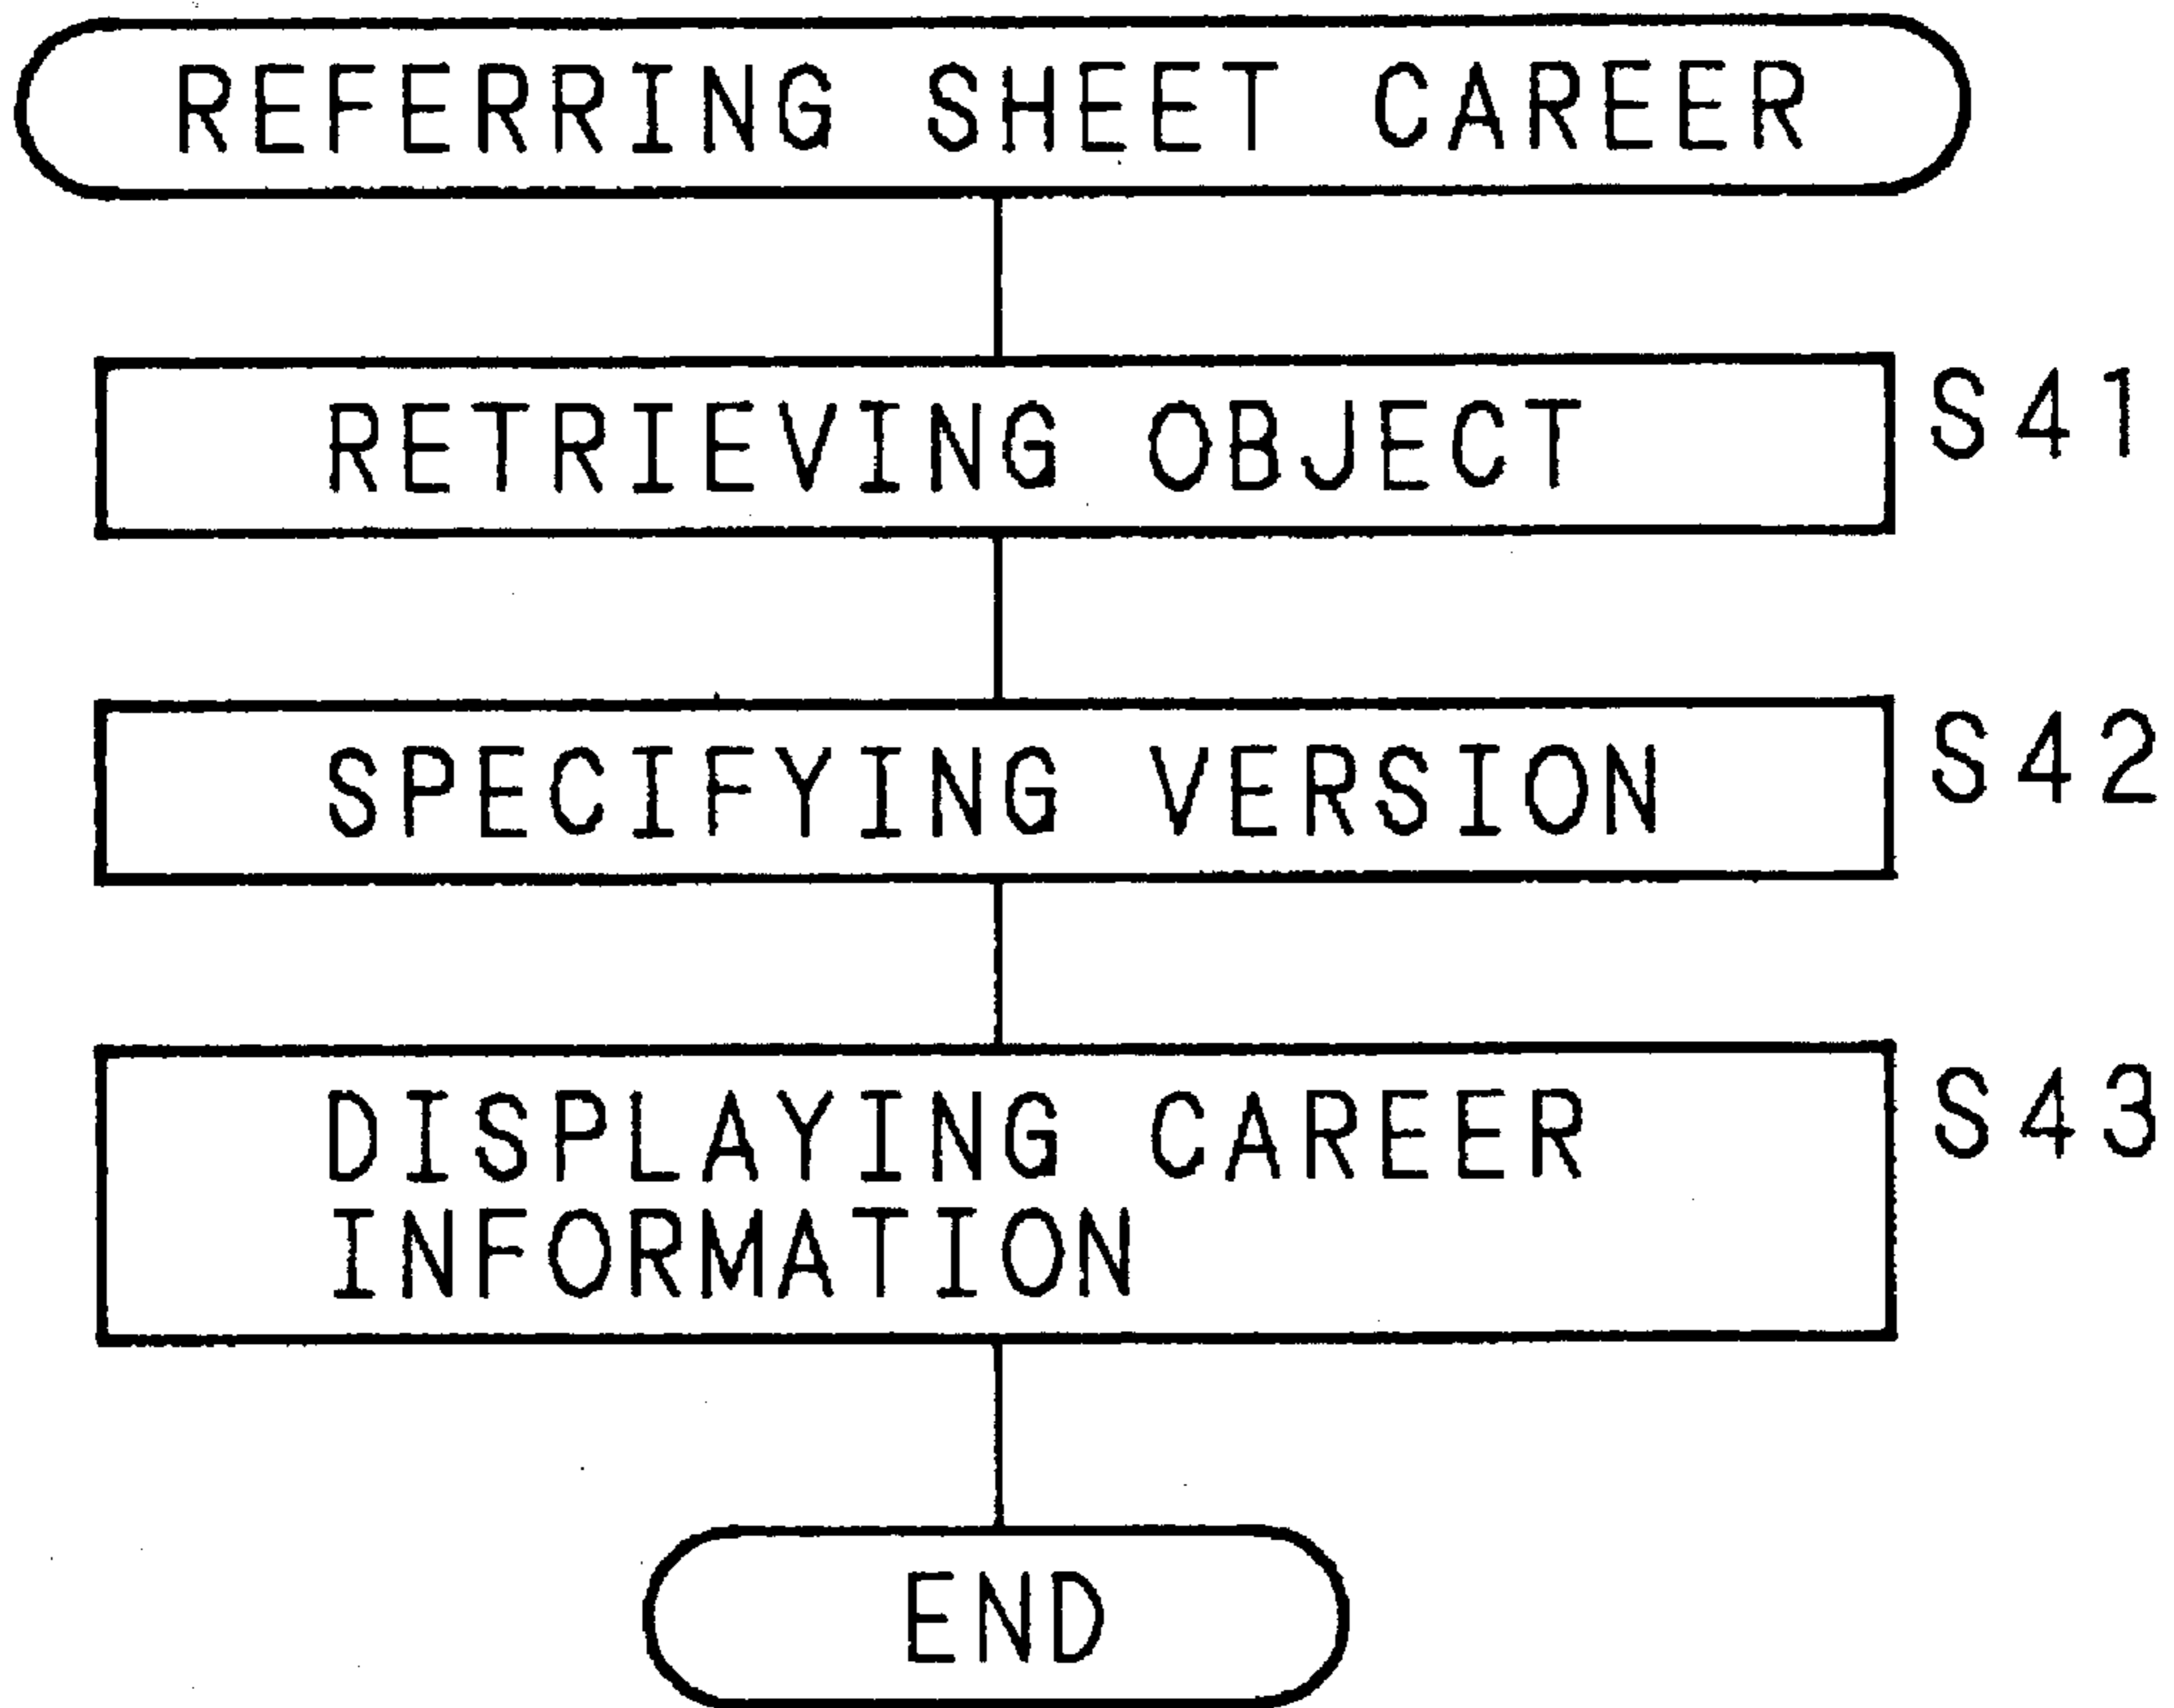 REFERRING SHEET CAREER
RETRIEVING OBJECT
S41
SPECIFYING VERSION
S42
DISPLAYING CAREER
INFORMATION
S43
END